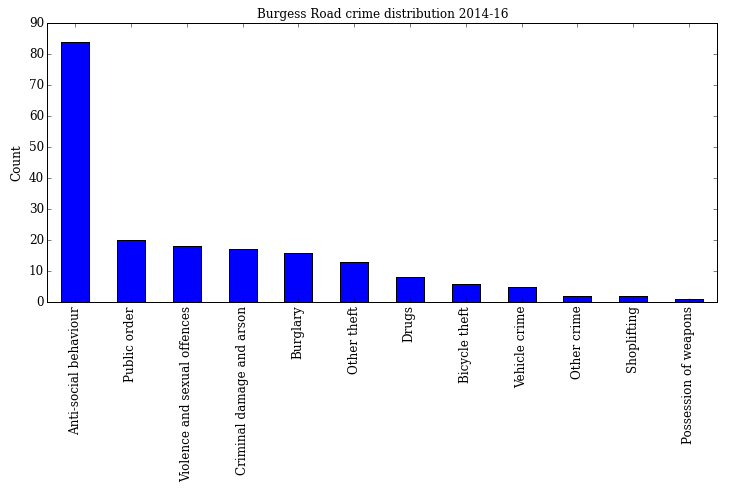 Burgess Road crime distribution 2014-16
90
80
70
60
50
40
30
20
10
0
Count
Anti-social behaviour
Public order
Violence and sexual offences
Criminal damage and arson
Burglary
Other theft
Drugs
Bicycle theft
Vehicle crime
Other crime
Shoplifting
Possession of weapons